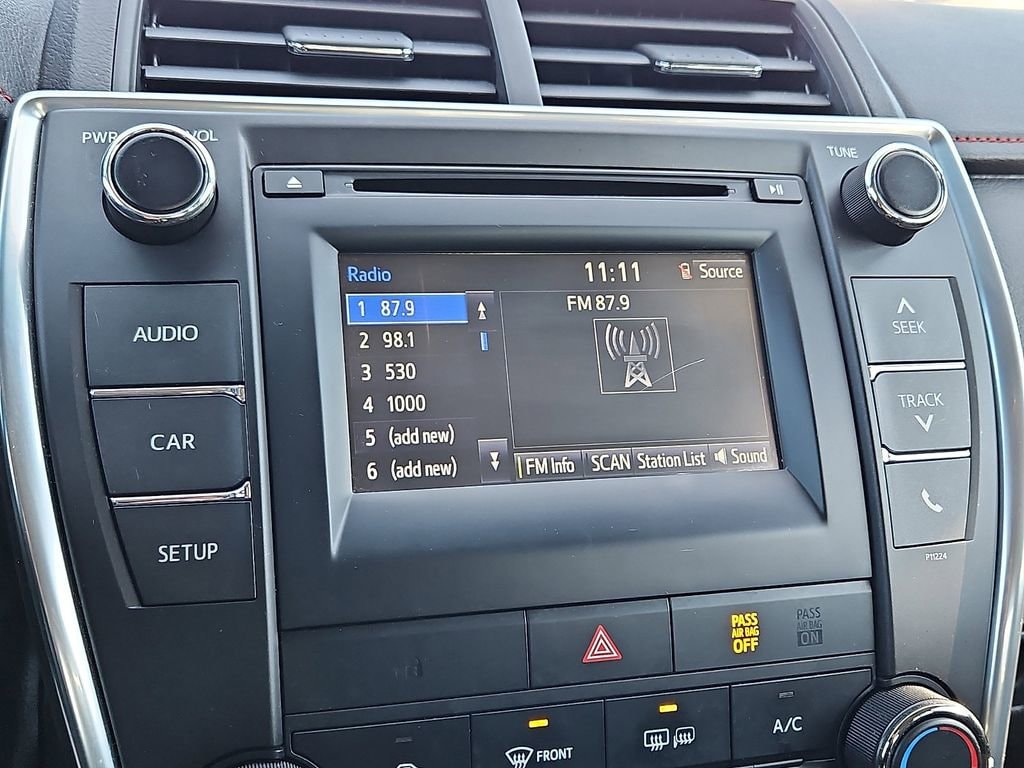 PWR VOL
TUNE
Radio 11:11 Source
1 87.9
FM 87.9
2 98.1
3 530
4 1000
5 (add new)
6 (add new)
FM Info SCAN Station List Sound
AUDIO
CAR
SETUP
SEEK
TRACK
P11224
PASS
AIR BAG
OFF
PASS
AIR BAG
ON
FRONT
A/C